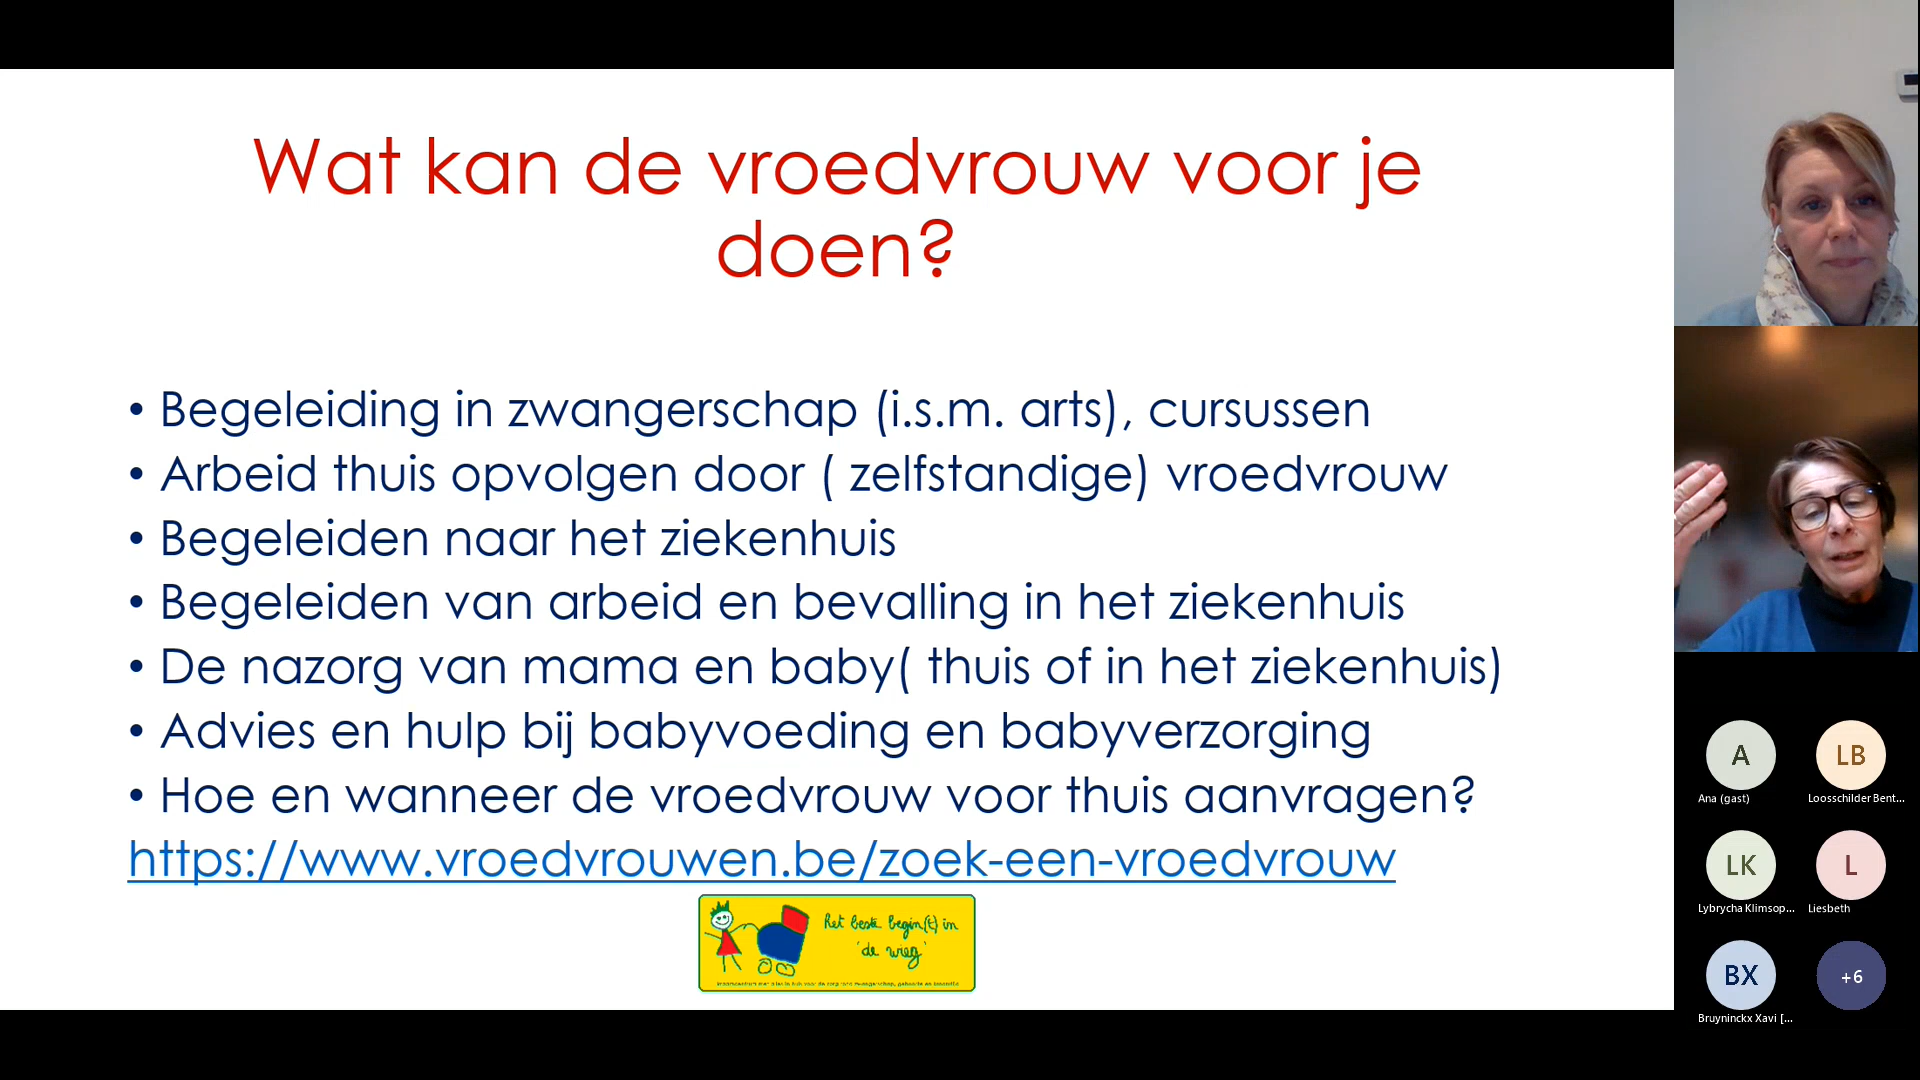 Wat kan de vroedvrouw voor je
doen?
• Begeleiding in zwangerschap (i.s.m. arts), cursussen
• Arbeid thuis opvolgen door ( zelfstandige) vroedvrouw
• Begeleiden naar het ziekenhuis
• Begeleiden van arbeid en bevalling in het ziekenhuis
• De nazorg van mama en baby( thuis of in het ziekenhuis)
• Advies en hulp bij babyvoeding en babyverzorging
• Hoe en wanneer de vroedvrouw voor thuis aanvragen?
https://www.vroedvrouwen.be/zoek-een-vroedvrouw
Het beste begin(t) in
'de wieg'
A
Ana (gast)
LB
Loosschilder Bent...
LK
Lybrycha Klimsop...
L
Liesbeth
BX
Bruyninckx Xavi [...
+6